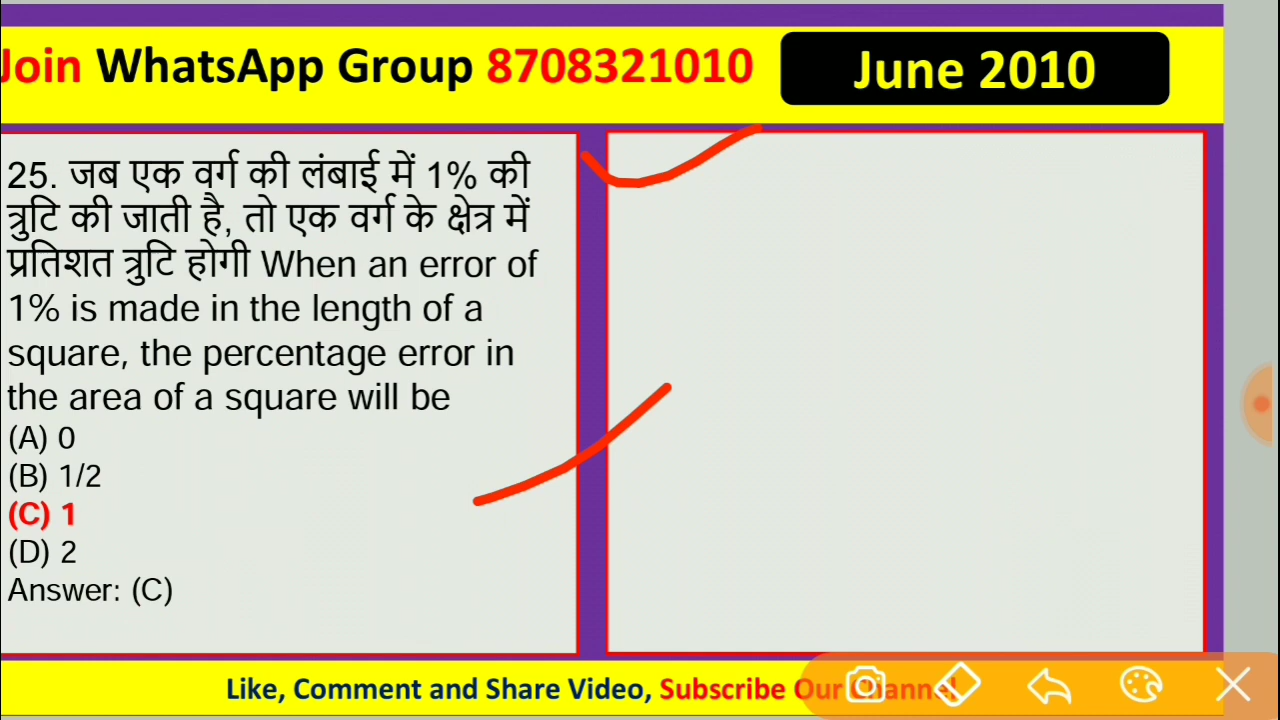 Join WhatsApp Group 8708321010
June 2010
25. जब एक वर्ग की लंबाई में 1% की
त्रुटि की जाती है, तो एक वर्ग के क्षेत्र में
प्रतिशत त्रुटि होगी When an error of
1% is made in the length of a
square, the percentage error in
the area of a square will be
(A) 0
(B) 1/2
(C) 1
(D) 2
Answer: (C)
Like, Comment and Share Video, Subscribe Our Channel